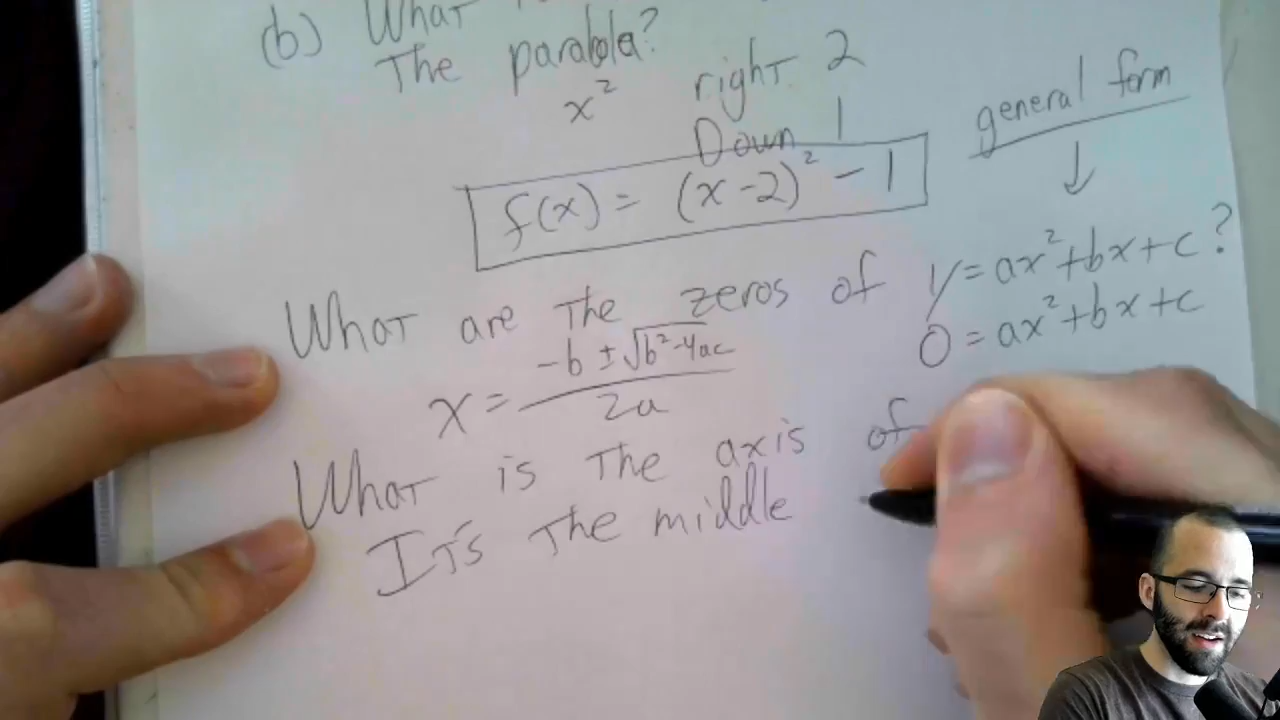 (b) What
The parabola?
x² right 2
Down 1
f(x) = (x-2)² - 1
general form
↓
What are The zeros of y = ax²+bx+c?
0 = ax²+bx+c
x = -b ± √b²-4ac / 2a
What is The axis of
IT's The middle